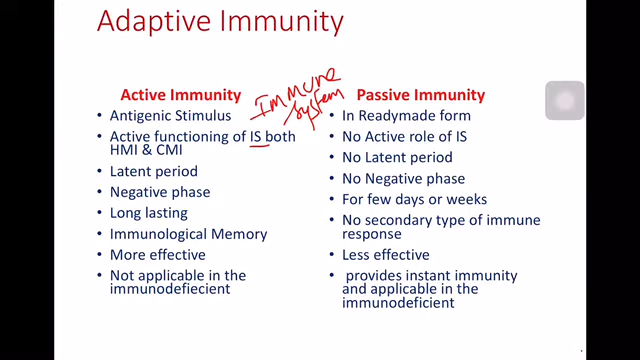 Adaptive Immunity
Active Immunity
• Antigenic Stimulus
• Active functioning of IS both
HMI & CMI
• Latent period
• Negative phase
• Long lasting
• Immunological Memory
• More effective
• Not applicable in the
immunodefiecient
Immune
system
Passive Immunity
• In Readymade form
• No Active role of IS
• No Latent period
• No Negative phase
• For few days or weeks
• No secondary type of immune
response
• Less effective
• provides instant immunity
and applicable in the
immunodeficient